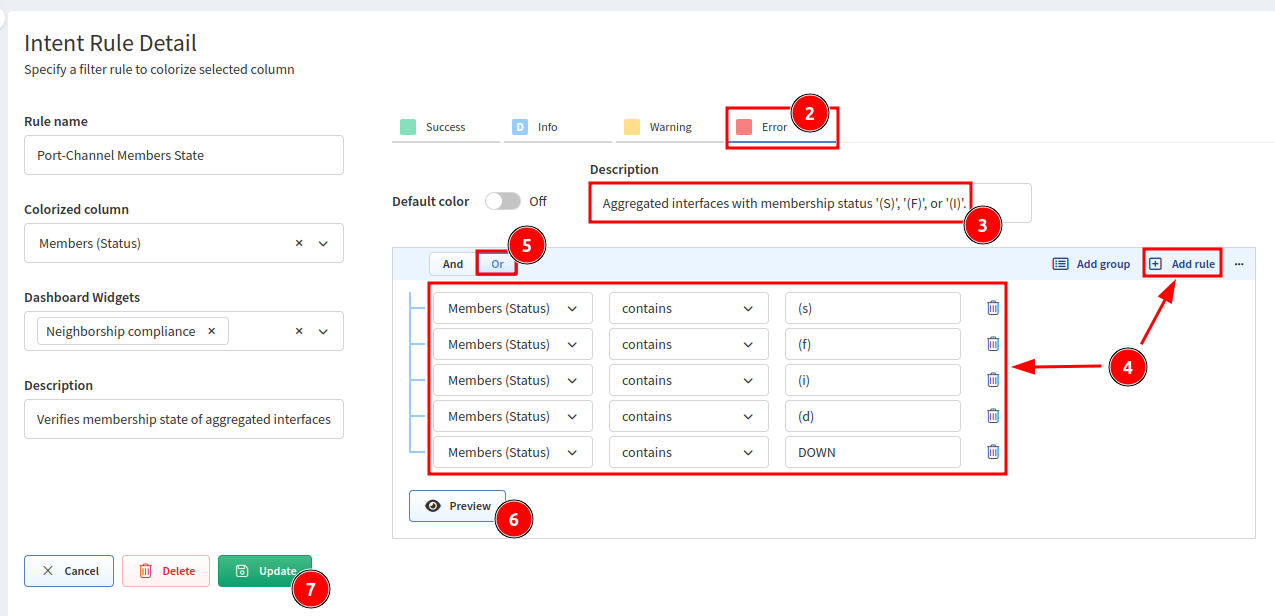 Intent Rule Detail
Specify a filter rule to colorize selected column
Rule name
Port-Channel Members State
Colorized column
Members (Status)
Dashboard Widgets
Neighborship compliance
Description
Verifies membership state of aggregated interfaces
Cancel
Delete
Update
7
Success
D Info
Warning
Error
2
Default color
Off
Description
Aggregated interfaces with membership status '(S)', '(F)', or '(I)'.
3
5
And
Or
Add group
Add rule
Members (Status) contains (s)
Members (Status) contains (f)
Members (Status) contains (i)
Members (Status) contains (d)
Members (Status) contains DOWN
4
Preview
6